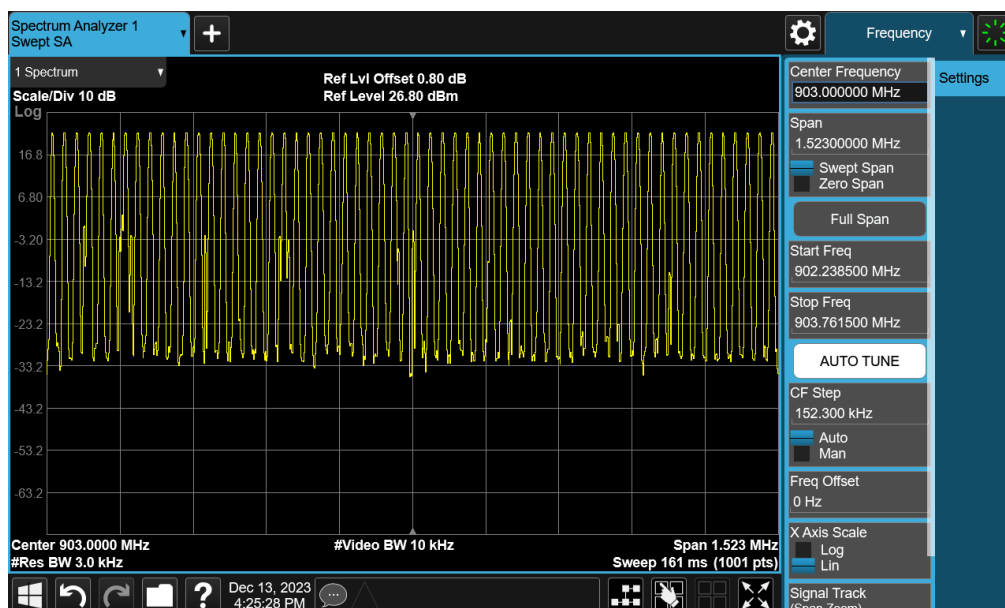 Spectrum Analyzer 1
Swept SA
+
Frequency
1 Spectrum
Scale/Div 10 dB
Ref Lvl Offset 0.80 dB
Ref Level 26.80 dBm
Log
16.8
6.80
-3.20
-13.2
-23.2
-33.2
-43.2
-53.2
-63.2
Center 903.0000 MHz
#Video BW 10 kHz
Span 1.523 MHz
#Res BW 3.0 kHz
Sweep 161 ms (1001 pts)
Center Frequency
903.000000 MHz
Settings
Span
1.52300000 MHz
Swept Span
Zero Span
Full Span
Start Freq
902.238500 MHz
Stop Freq
903.761500 MHz
AUTO TUNE
CF Step
152.300 kHz
Auto
Man
Freq Offset
0 Hz
X Axis Scale
Log
Lin
Signal Track
(Span Zoom)
?
Dec 13, 2023
4:25:28 PM